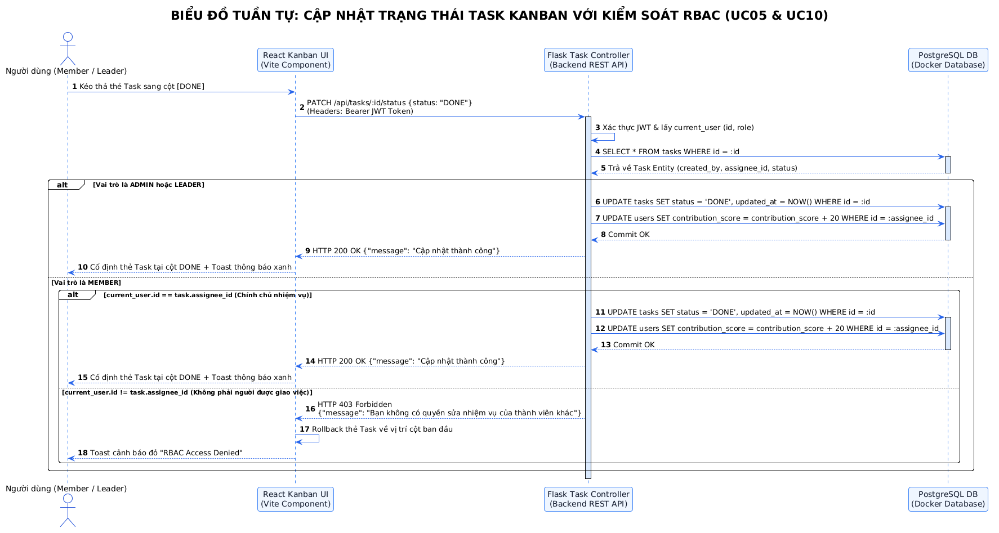 BIỂU ĐỒ TUẦN TỰ: CẬP NHẬT TRẠNG THÁI TASK KANBAN VỚI KIỂM SOÁT RBAC (UC05 & UC10)
Người dùng (Member / Leader)
React Kanban UI
(Vite Component)
Flask Task Controller
(Backend REST API)
PostgreSQL DB
(Docker Database)
1 Kéo thả thẻ Task sang cột [DONE]
2 PATCH /api/tasks/:id/status {status: "DONE"}
(Headers: Bearer JWT Token)
3 Xác thực JWT & lấy current_user (id, role)
4 SELECT * FROM tasks WHERE id = :id
5 Trả về Task Entity (created_by, assignee_id, status)
alt [Vai trò là ADMIN hoặc LEADER]
6 UPDATE tasks SET status = 'DONE', updated_at = NOW() WHERE id = :id
7 UPDATE users SET contribution_score = contribution_score + 20 WHERE id = :assignee_id
8 Commit OK
9 HTTP 200 OK {"message": "Cập nhật thành công"}
10 Cố định thẻ Task tại cột DONE + Toast thông báo xanh
[Vai trò là MEMBER]
alt [current_user.id == task.assignee_id (Chính chủ nhiệm vụ)]
11 UPDATE tasks SET status = 'DONE', updated_at = NOW() WHERE id = :id
12 UPDATE users SET contribution_score = contribution_score + 20 WHERE id = :assignee_id
13 Commit OK
14 HTTP 200 OK {"message": "Cập nhật thành công"}
15 Cố định thẻ Task tại cột DONE + Toast thông báo xanh
[current_user.id != task.assignee_id (Không phải người được giao việc)]
16 HTTP 403 Forbidden
{"message": "Bạn không có quyền sửa nhiệm vụ của thành viên khác"}
17 Rollback thẻ Task về vị trí cột ban đầu
18 Toast cảnh báo đỏ "RBAC Access Denied"
Người dùng (Member / Leader)
React Kanban UI
(Vite Component)
Flask Task Controller
(Backend REST API)
PostgreSQL DB
(Docker Database)